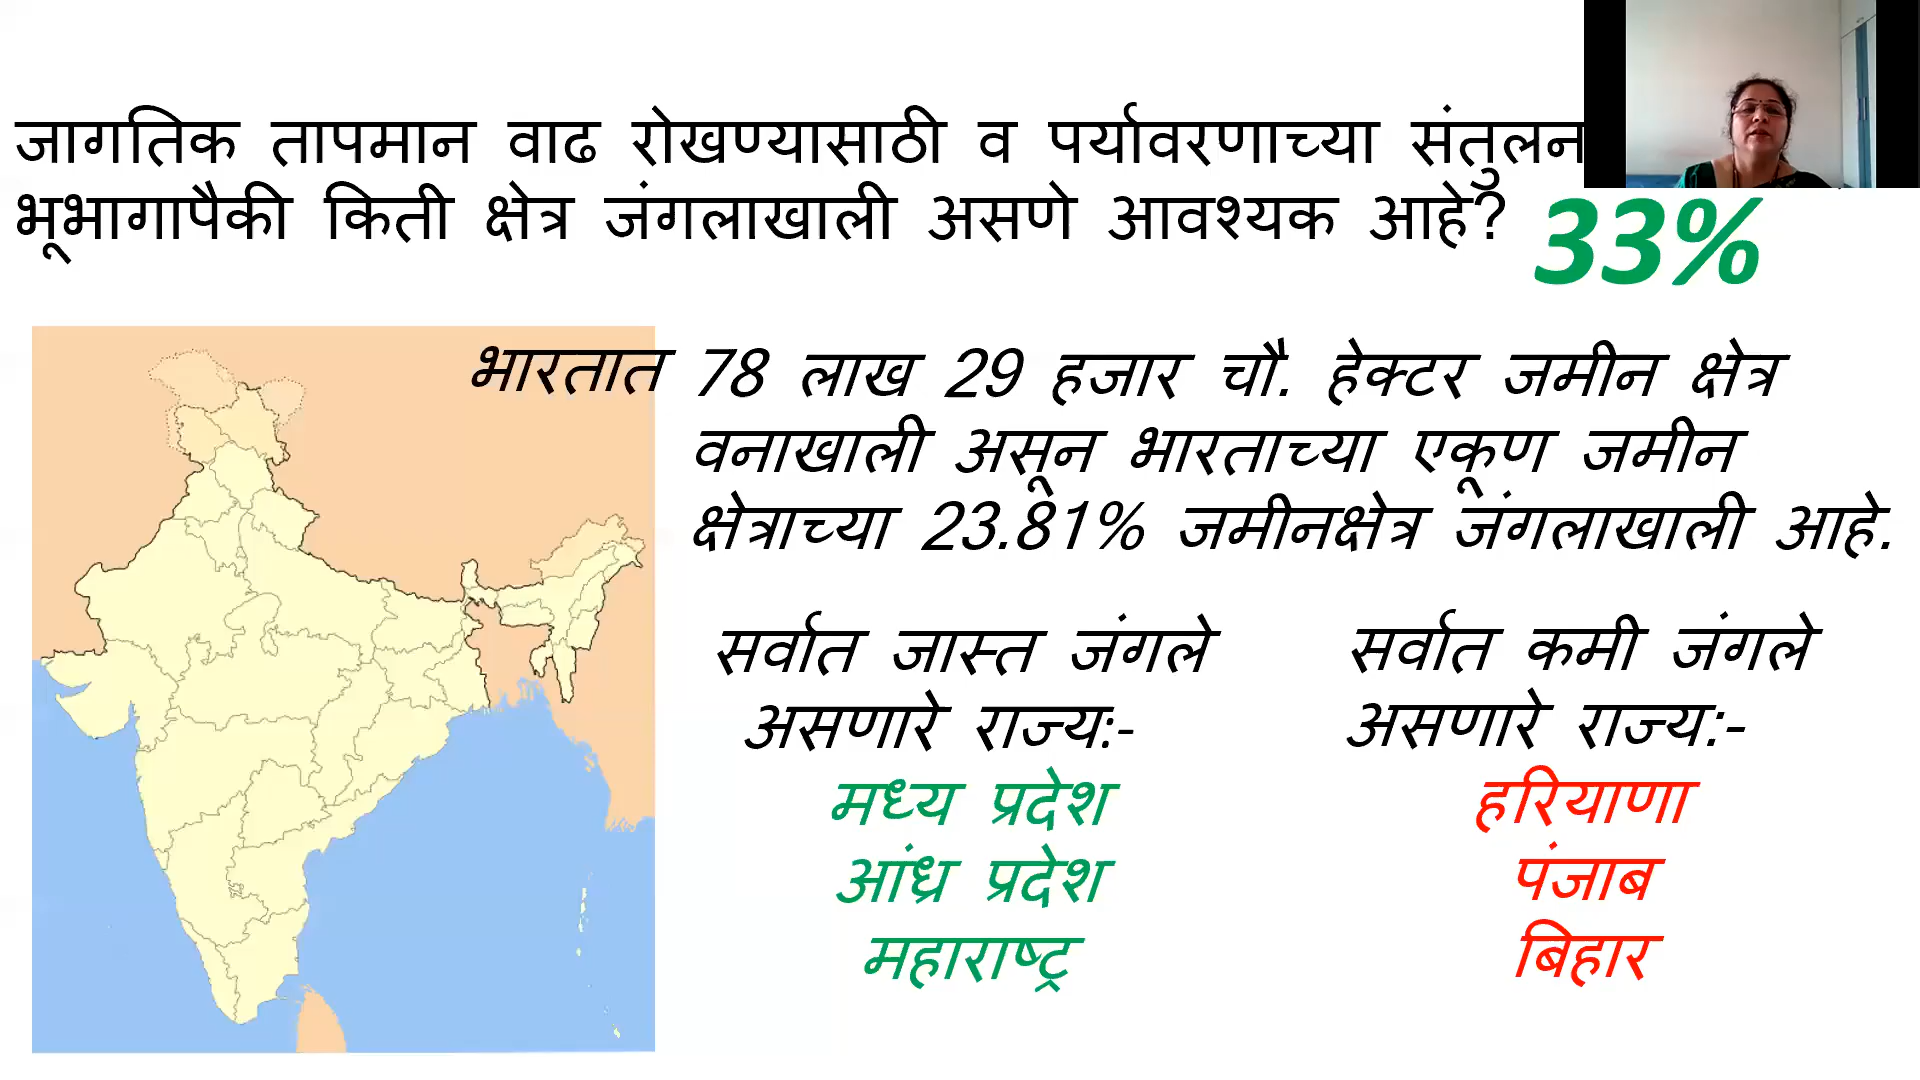 जागतिक तापमान वाढ रोखण्यासाठी व पर्यावरणाच्या संतुलन
भूभागापैकी किती क्षेत्र जंगलाखाली असणे आवश्यक आहे?
33%
भारतात 78 लाख 29 हजार चौ. हेक्टर जमीन क्षेत्र
वनाखाली असून भारताच्या एकूण जमीन
क्षेत्राच्या 23.81% जमीनक्षेत्र जंगलाखाली आहे.
सर्वात जास्त जंगले
असणारे राज्य:-
मध्य प्रदेश
आंध्र प्रदेश
महाराष्ट्र
सर्वात कमी जंगले
असणारे राज्य:-
हरियाणा
पंजाब
बिहार